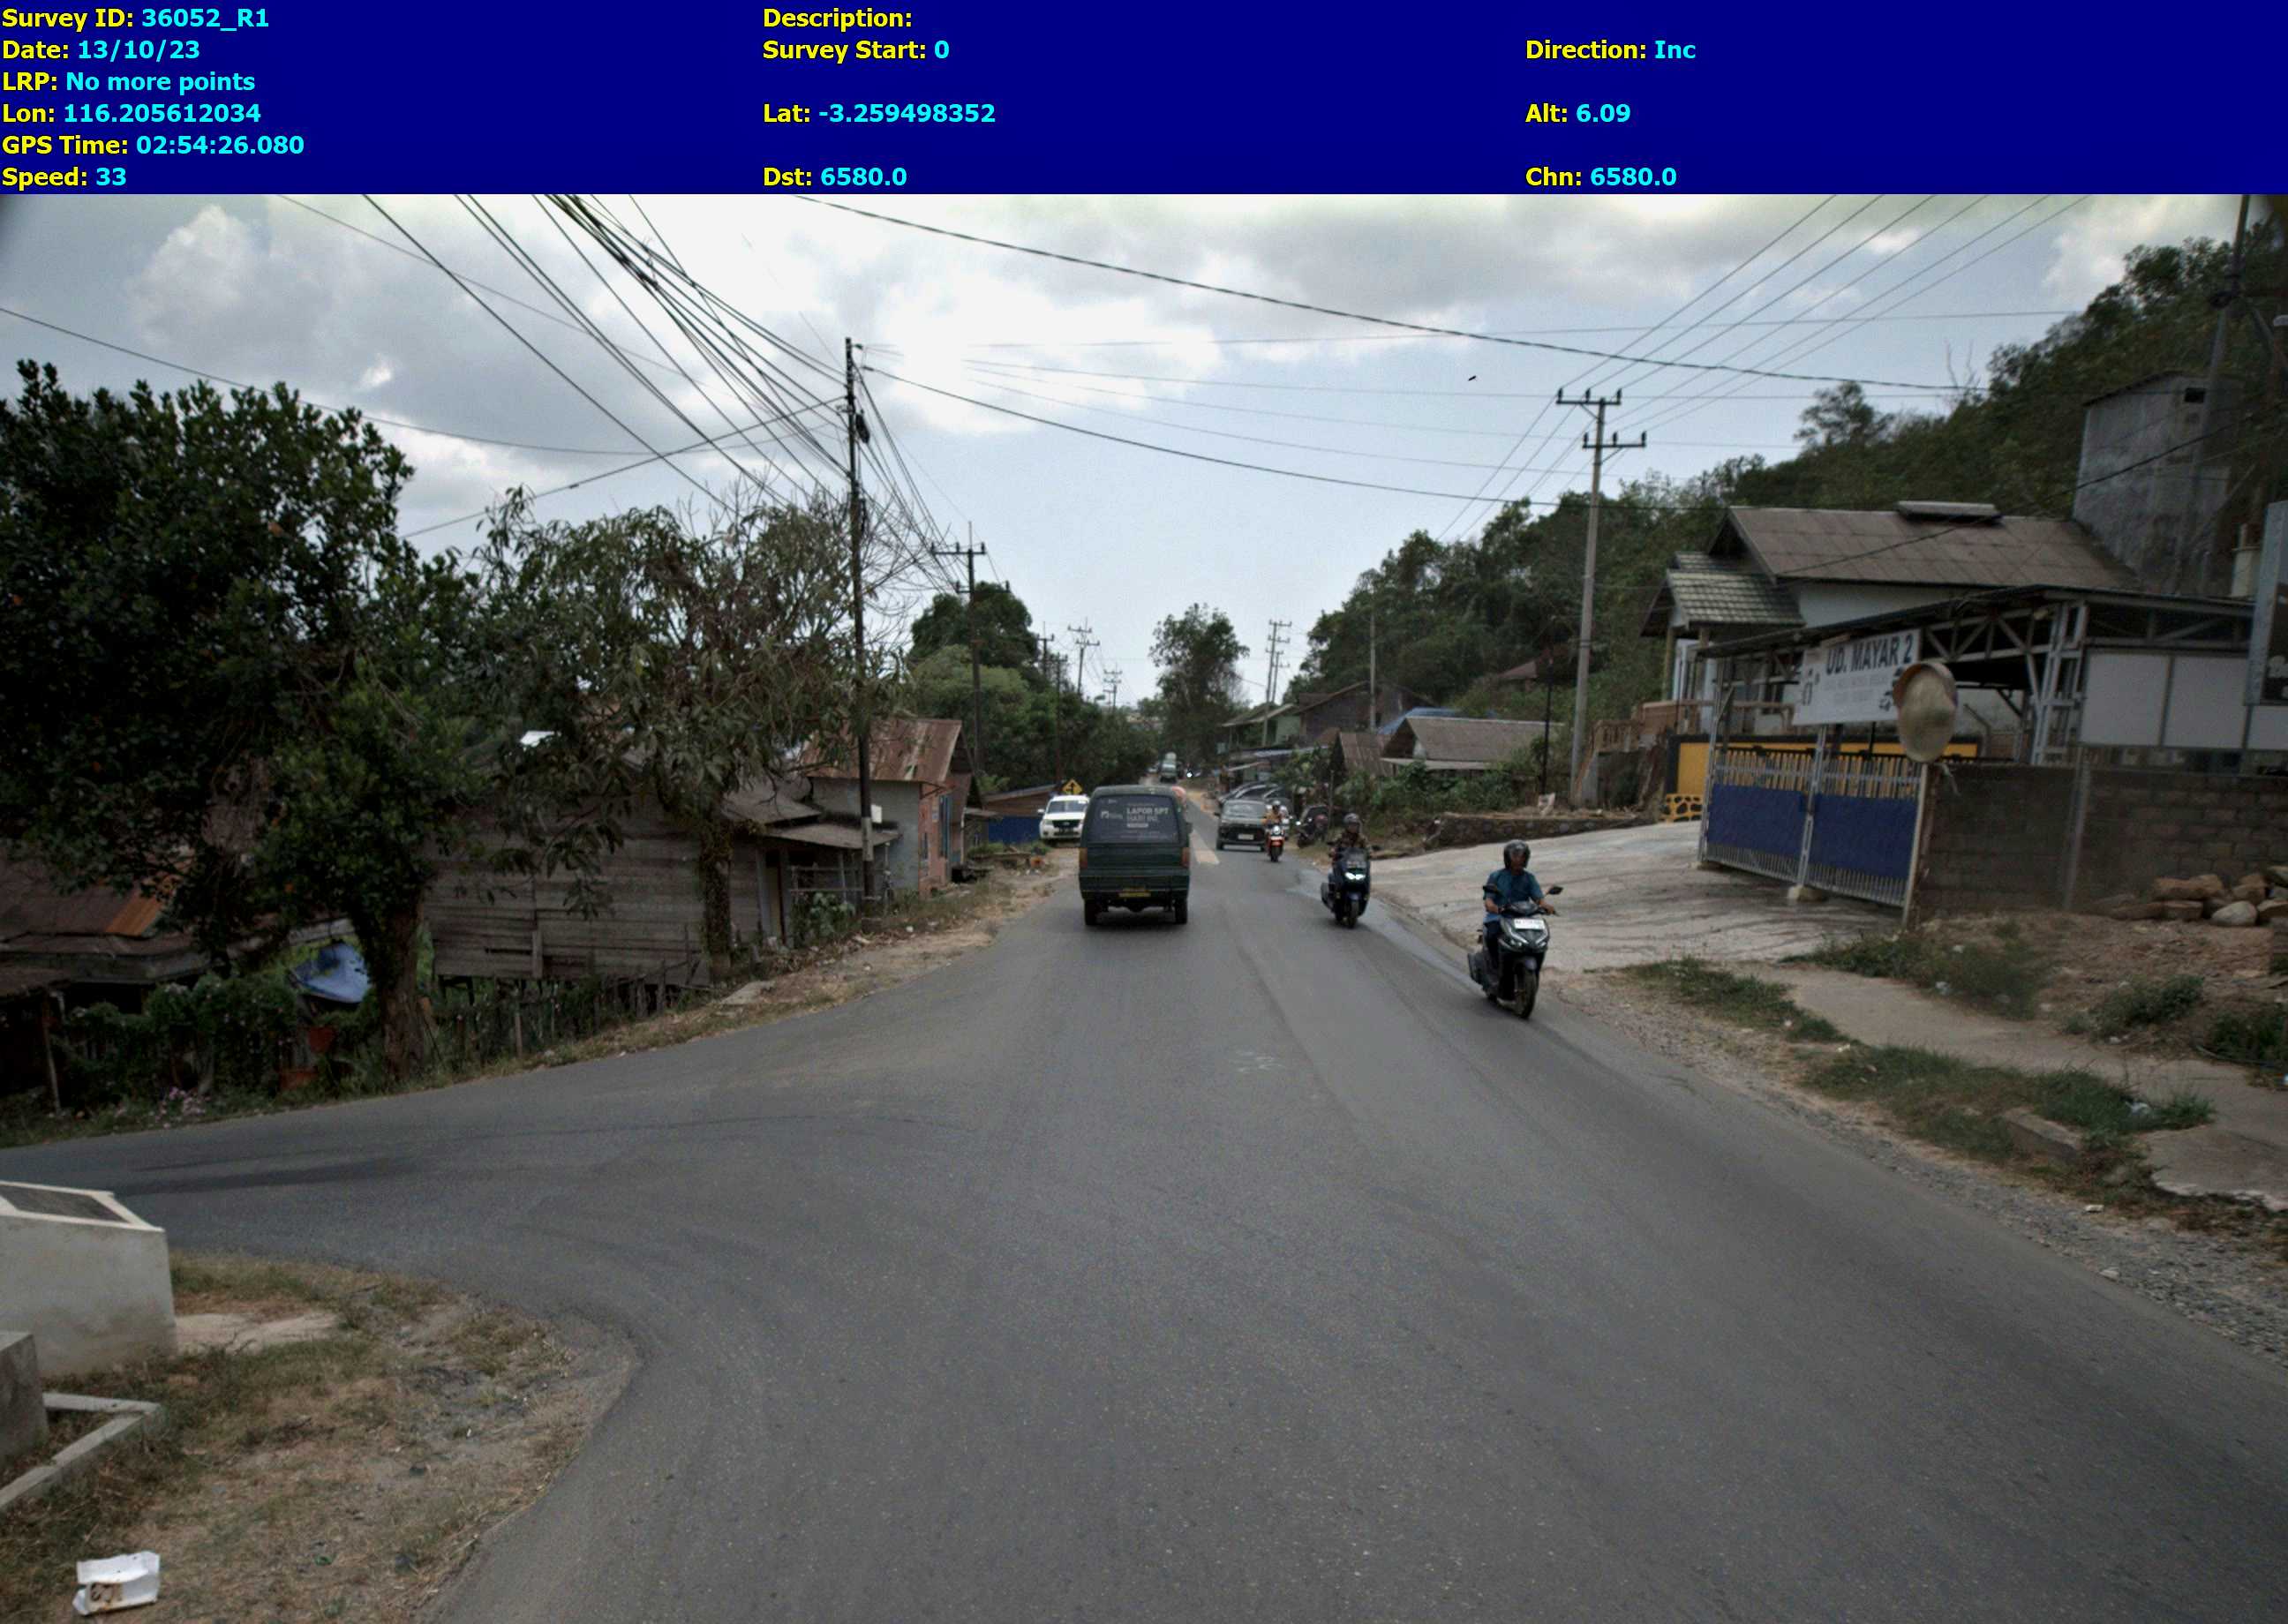 Survey ID: 36052_R1
Description:
Date: 13/10/23
Survey Start: 0
Direction: Inc
LRP: No more points
Lon: 116.205612034
Lat: -3.259498352
Alt: 6.09
GPS Time: 02:54:26.080
Speed: 33
Dst: 6580.0
Chn: 6580.0
UD. MAYAR 2
LAPOR SPT
HARI INI